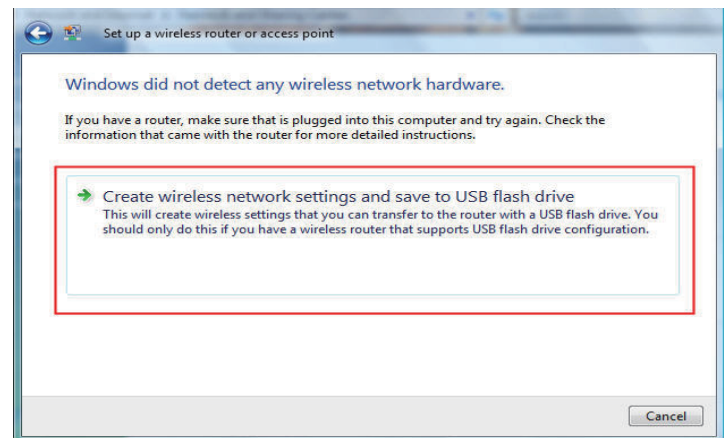 Set up a wireless router or access point
Windows did not detect any wireless network hardware.
If you have a router, make sure that is plugged into this computer and try again. Check the
information that came with the router for more detailed instructions.
Create wireless network settings and save to USB flash drive
This will create wireless settings that you can transfer to the router with a USB flash drive. You
should only do this if you have a wireless router that supports USB flash drive configuration.
Cancel